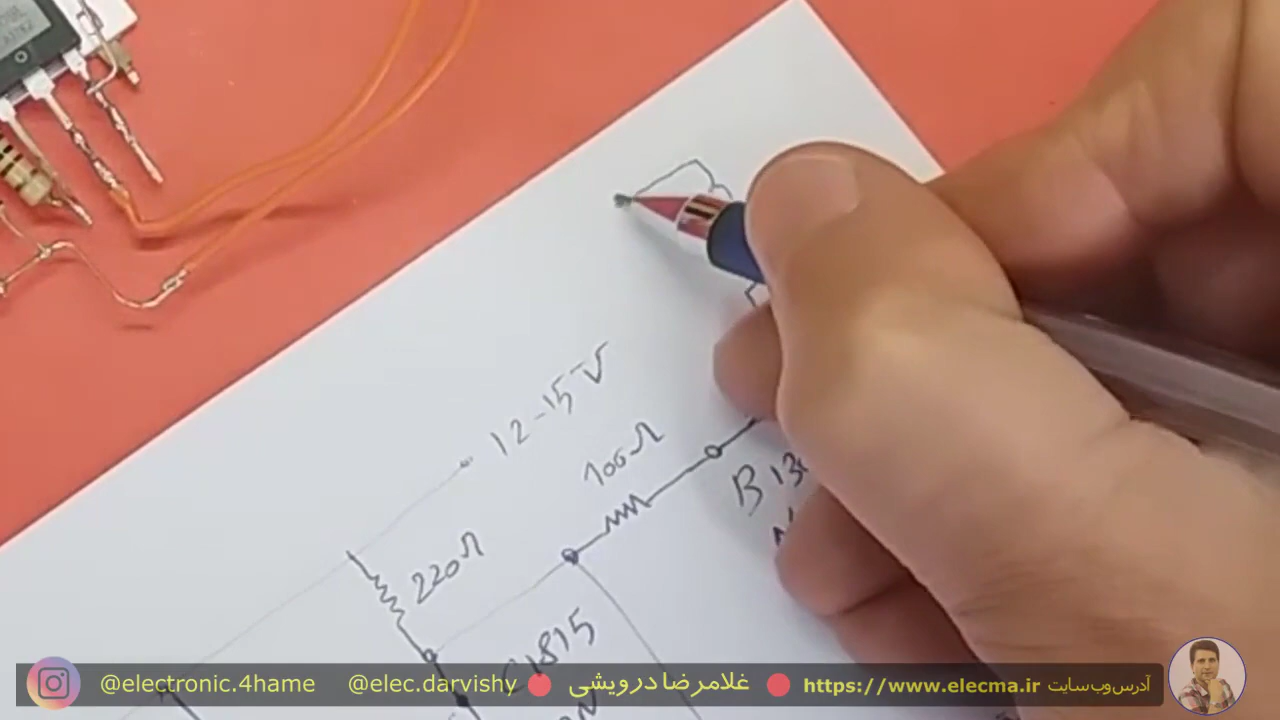 12-15V
100Ω
220Ω
C1815
@electronic.4hame @elec.darvishy غلامرضا درویشی https://www.elecma.ir آدرس وب سایت